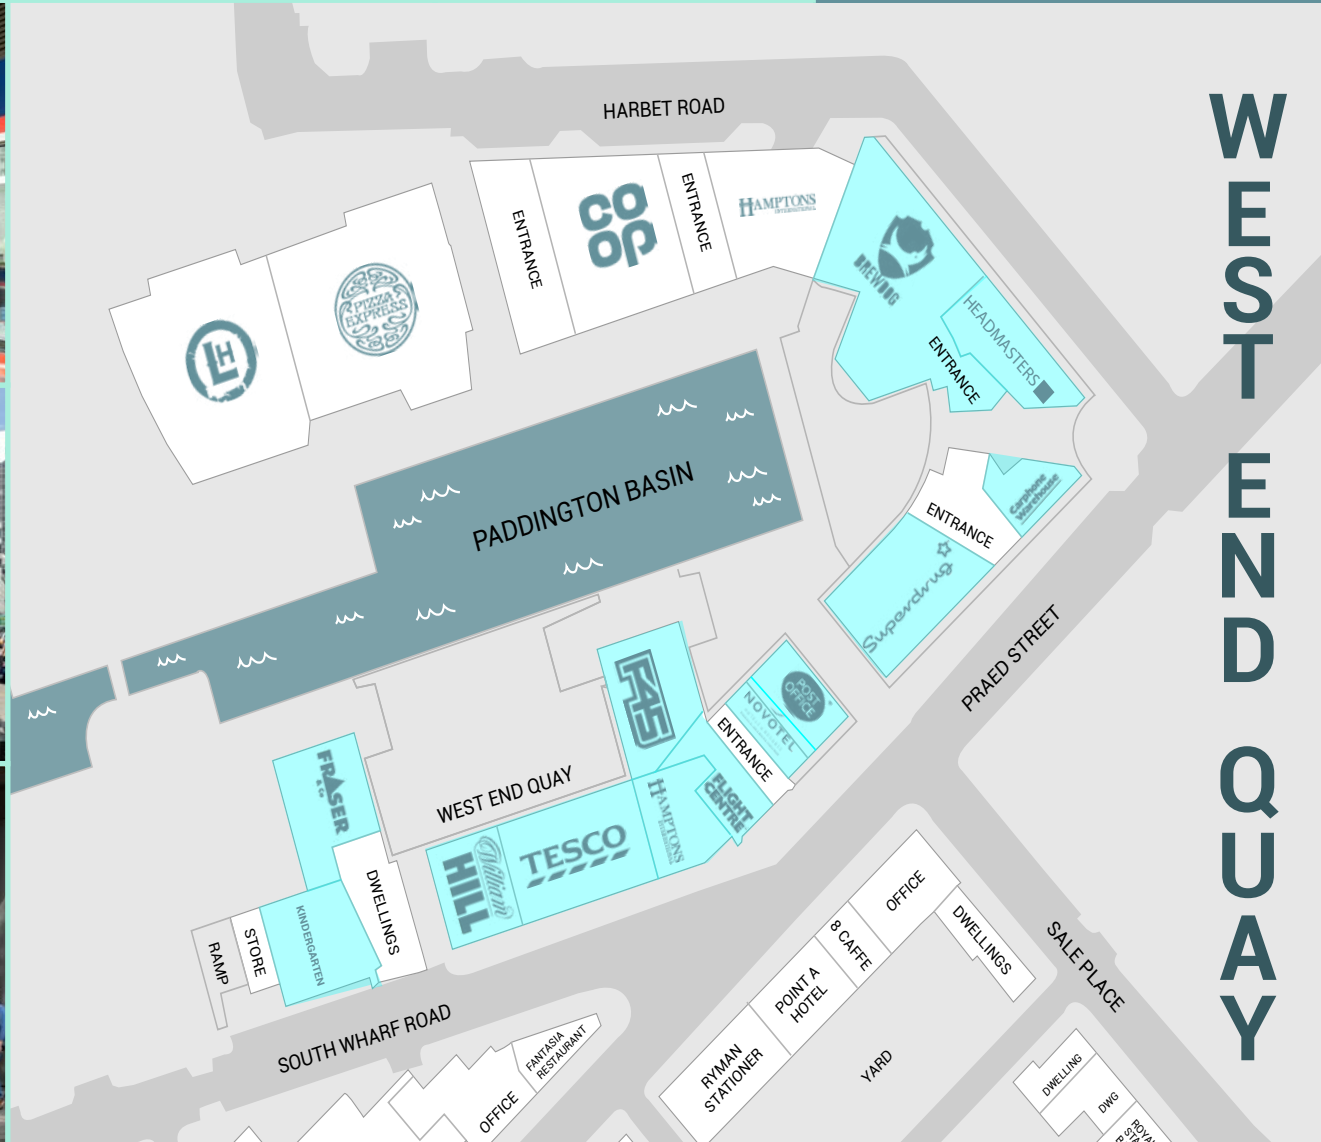 HARBET ROAD
WEST END QUAY
ENTRANCE
CO
OP
ENTRANCE
HAMPTONS
INTERNATIONAL
BREWDOG
HEADMASTERS
ENTRANCE
LH
PIZZA
EXPRESS
PADDINGTON BASIN
ENTRANCE
Carphone
Warehouse
Superdrug
PRAED STREET
F45
POST
OFFICE
NOVOTEL
ENTRANCE
FLIGHT
CENTRE
HAMPTONS
INTERNATIONAL
WEST END QUAY
TESCO
William
HILL
FRASER
& Co
DWELLINGS
KINDERGARTEN
STORE
RAMP
SOUTH WHARF ROAD
OFFICE
8 CAFFE
POINT A
HOTEL
RYMAN
STATIONER
DWELLINGS
SALE PLACE
YARD
FANTASIA
RESTAURANT
OFFICE
DWELLING
DWG